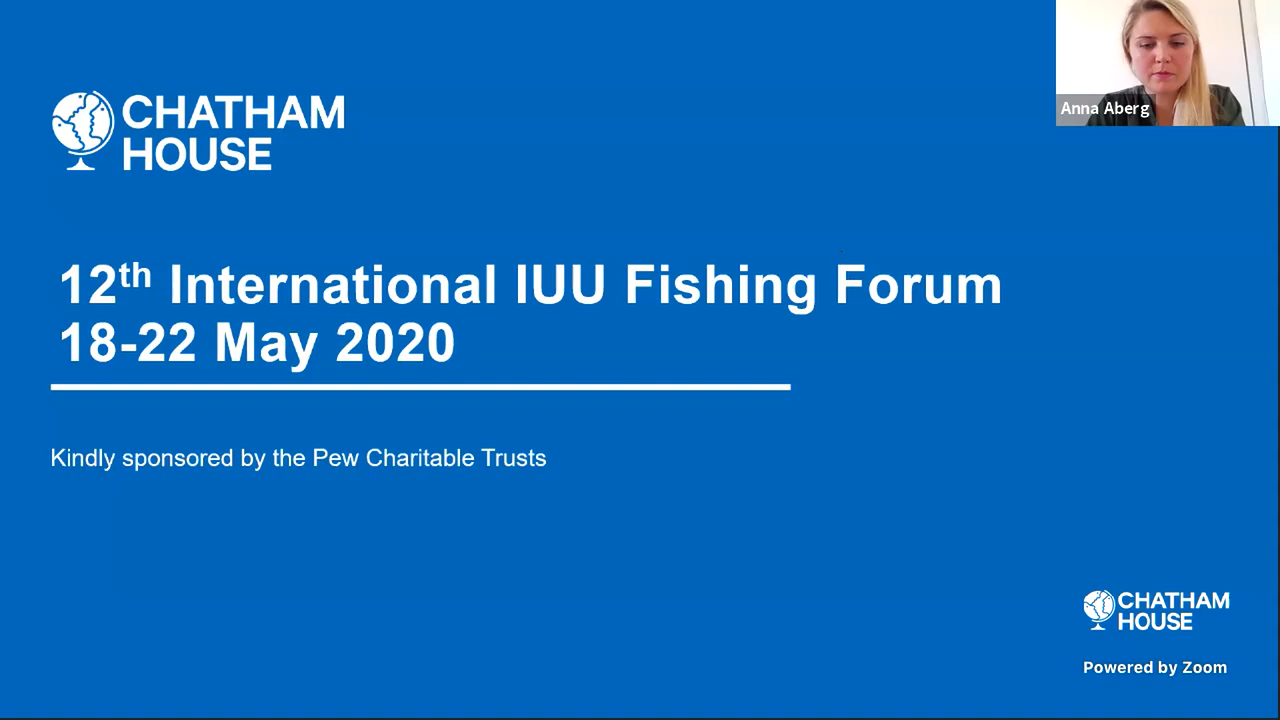 CHATHAM
HOUSE
Anna Aberg
12th International IUU Fishing Forum
18-22 May 2020
Kindly sponsored by the Pew Charitable Trusts
CHATHAM
HOUSE
Powered by Zoom